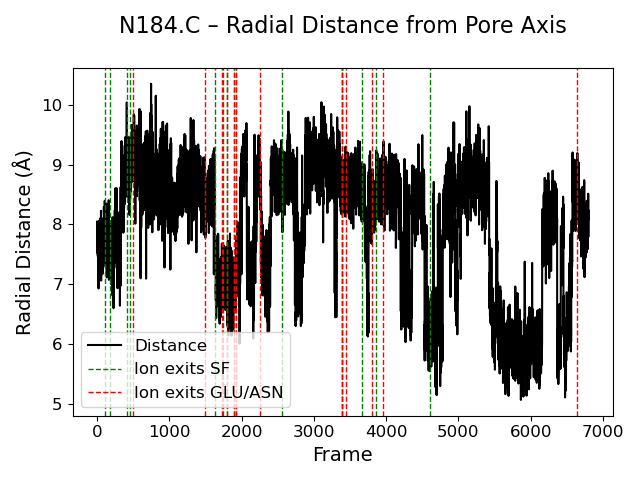 N184.C – Radial Distance from Pore Axis
Radial Distance (Å)
10
9
8
7
6
5
Distance
Ion exits SF
Ion exits GLU/ASN
0 1000 2000 3000 4000 5000 6000 7000
Frame